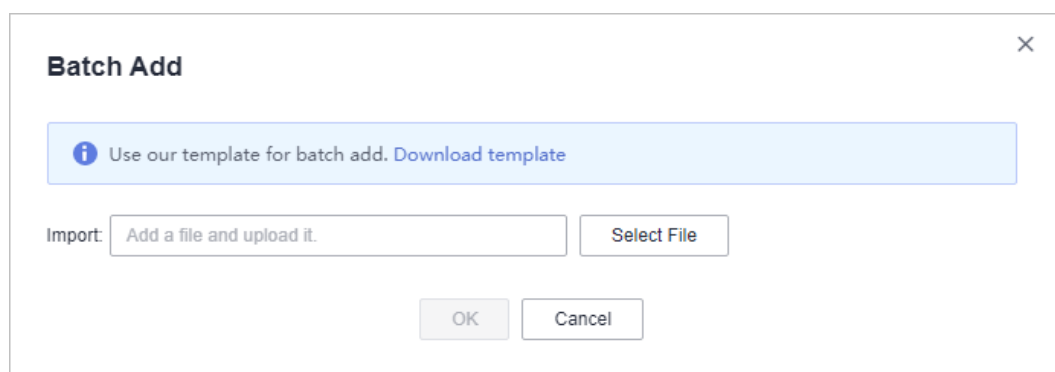 Batch Add
Use our template for batch add. Download template
Import: Add a file and upload it. Select File
OK Cancel